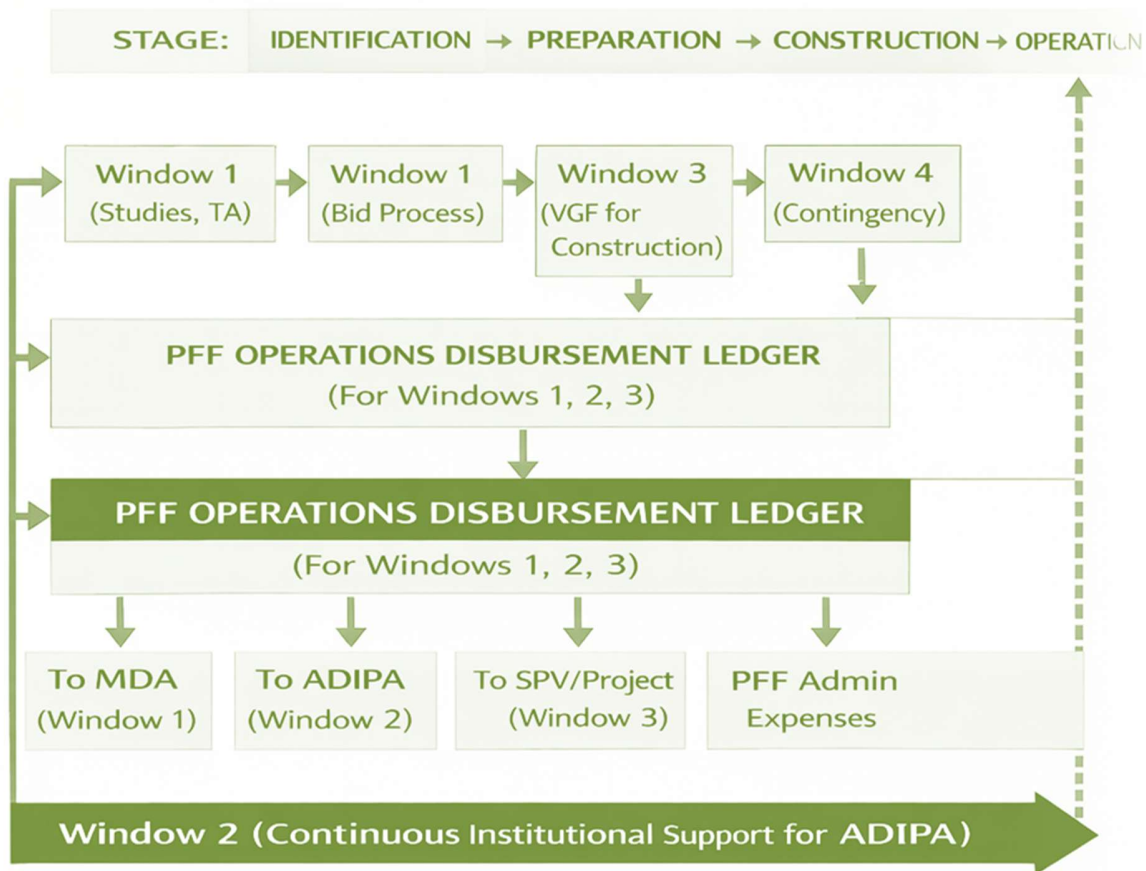 STAGE: IDENTIFICATION → PREPARATION → CONSTRUCTION → OPERATION
Window 1
(Studies, TA)
Window 1
(Bid Process)
Window 3
(VGF for
Construction)
Window 4
(Contingency)
PFF OPERATIONS DISBURSEMENT LEDGER
(For Windows 1, 2, 3)
PFF OPERATIONS DISBURSEMENT LEDGER
(For Windows 1, 2, 3)
To MDA
(Window 1)
To ADIPA
(Window 2)
To SPV/Project
(Window 3)
PFF Admin
Expenses
Window 2 (Continuous Institutional Support for ADIPA)